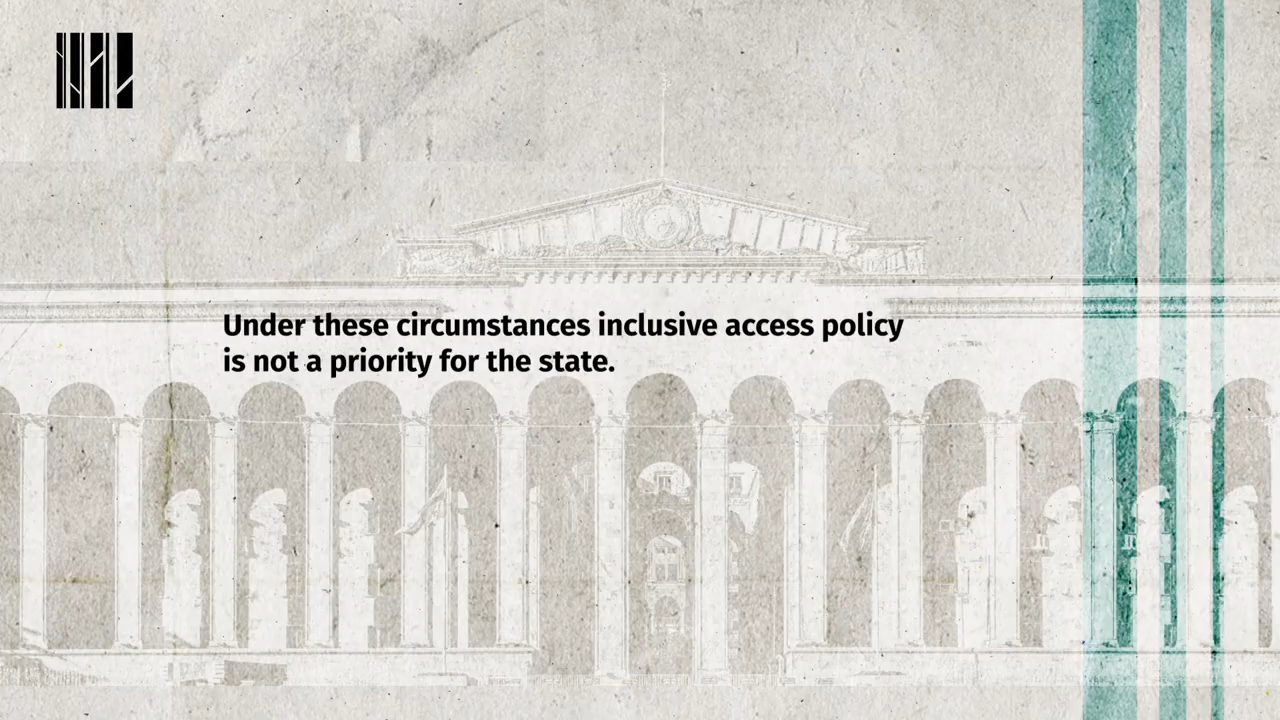 Under these circumstances inclusive access policy
is not a priority for the state.